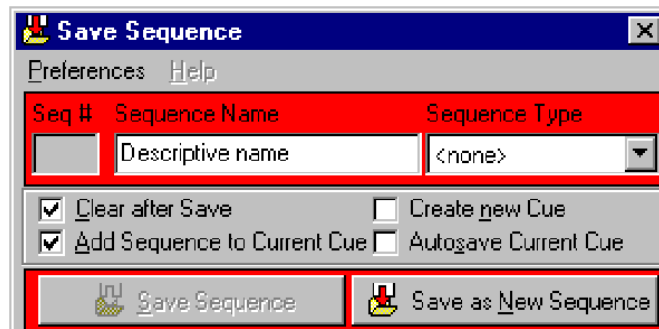 Save Sequence
Preferences Help
Seq # Sequence Name Sequence Type
Descriptive name <none>
Clear after Save Create new Cue
Add Sequence to Current Cue Autosave Current Cue
Save Sequence Save as New Sequence